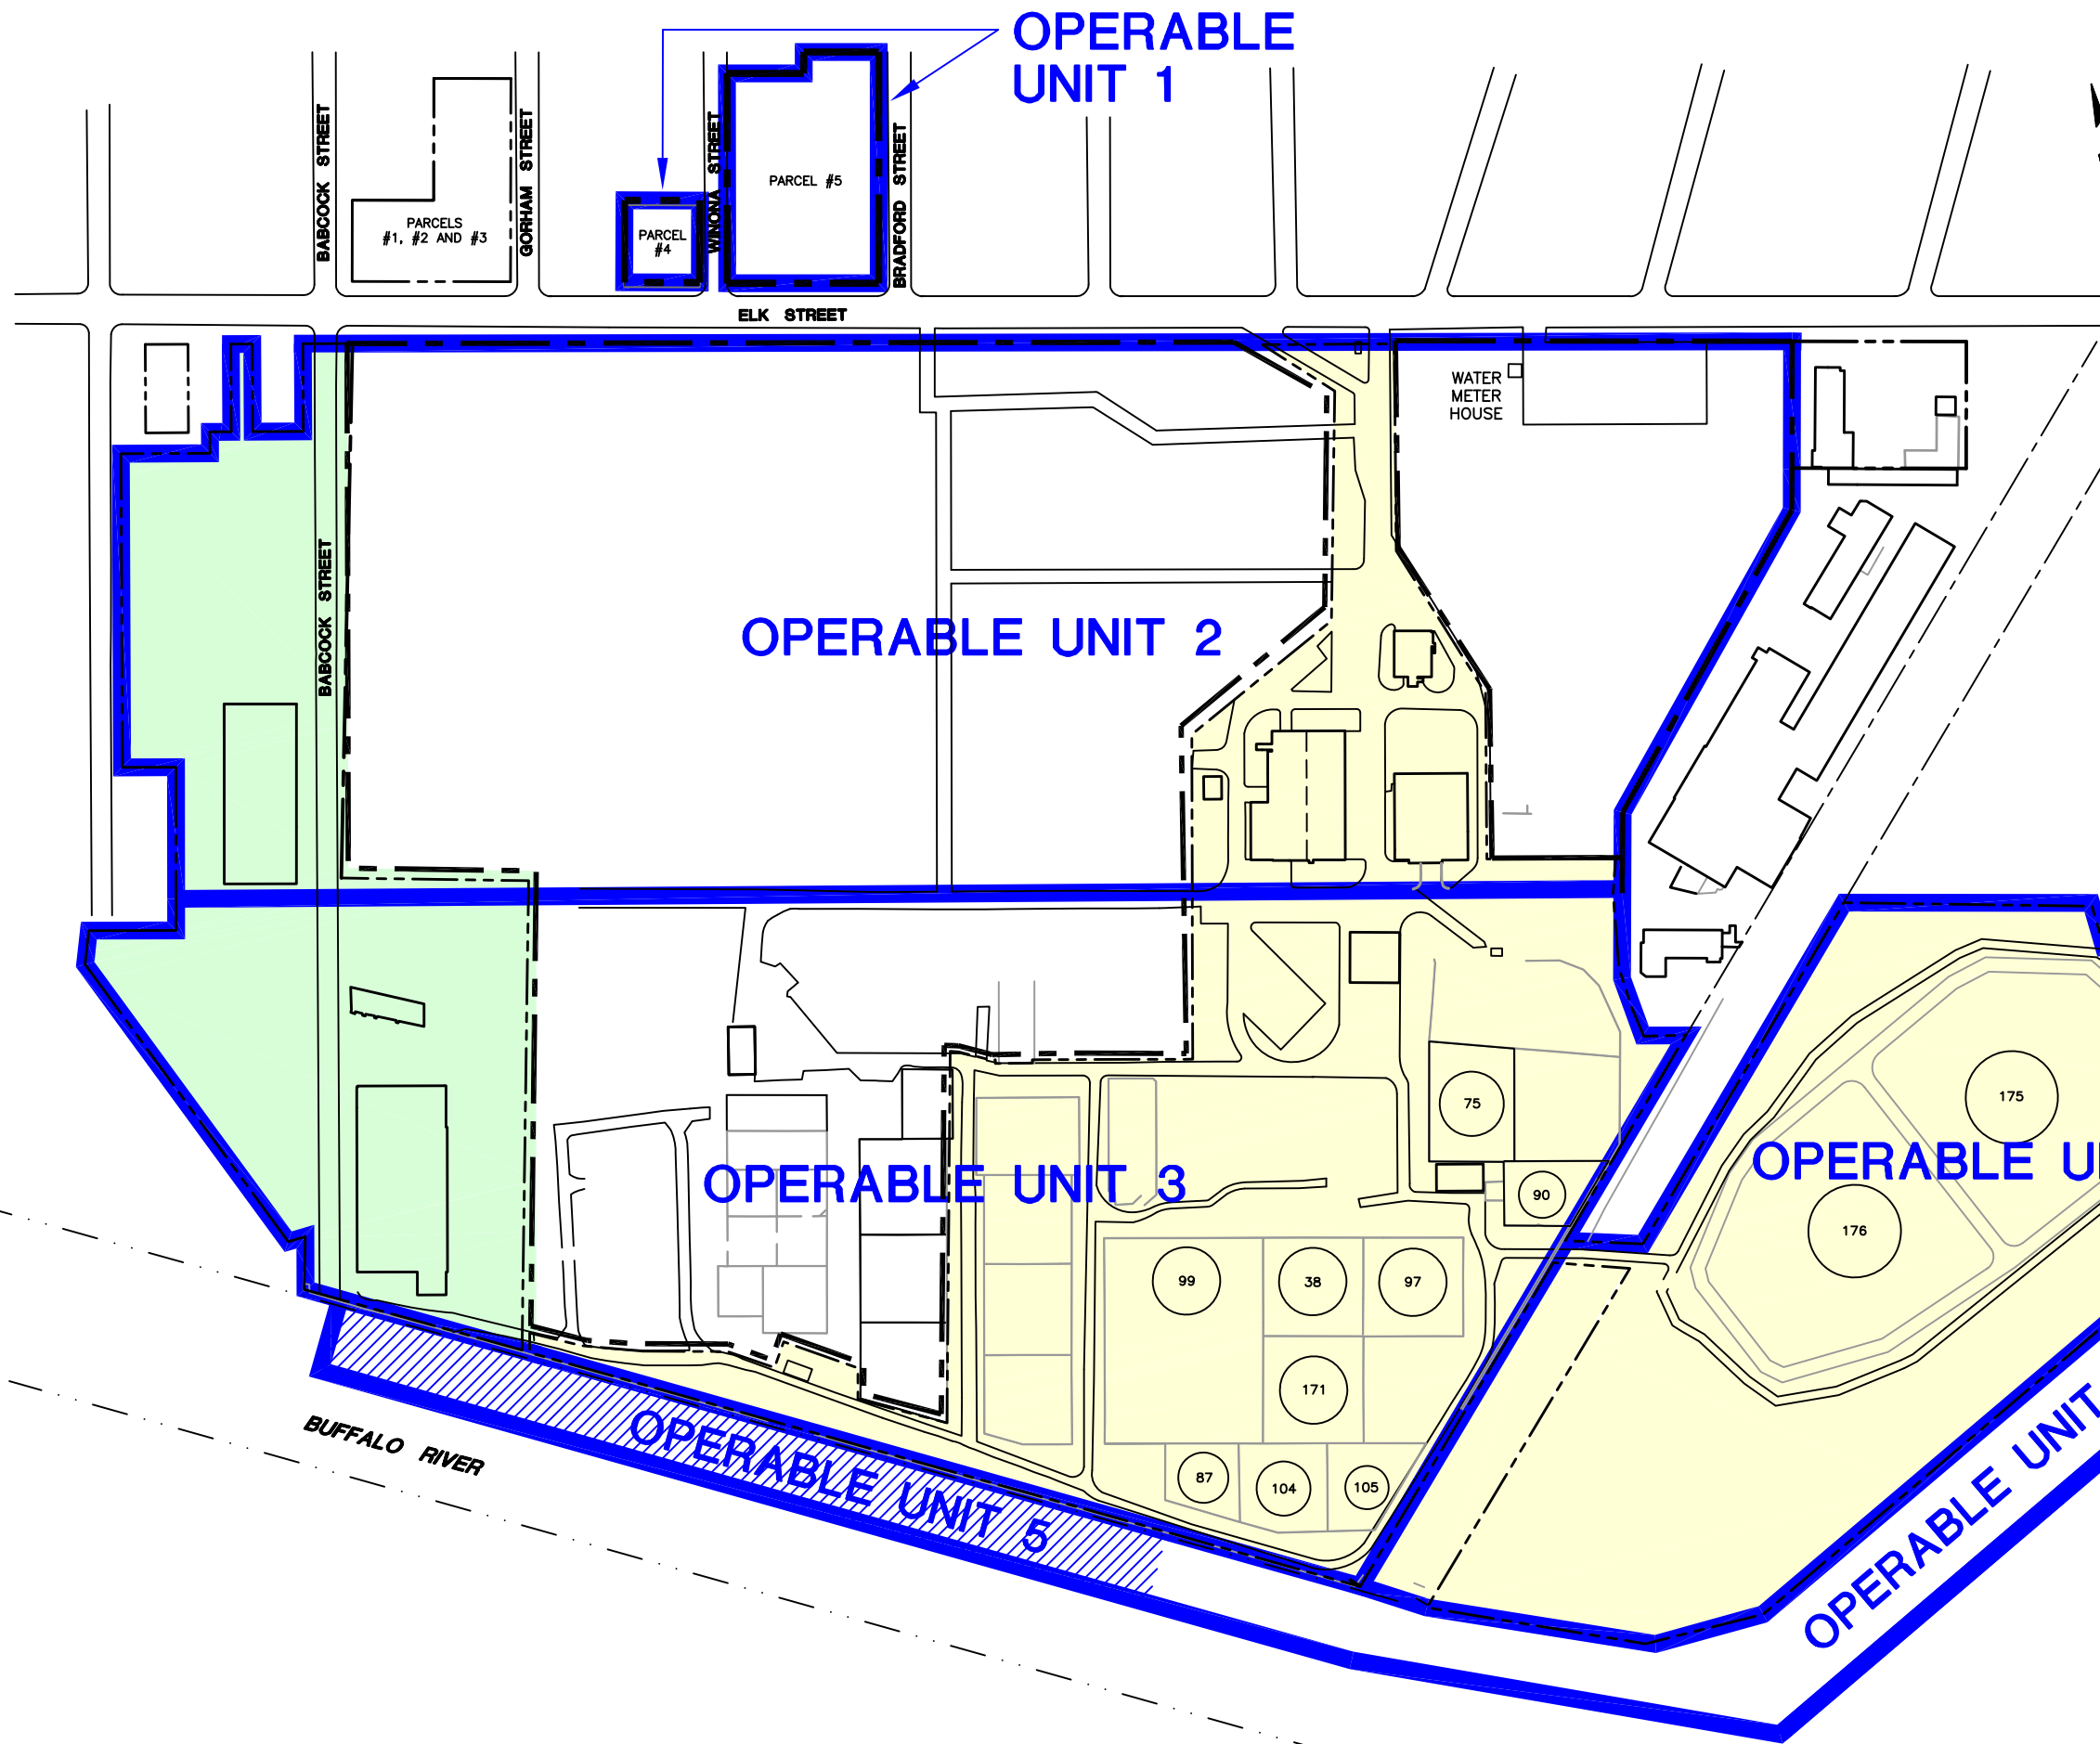 OPERABLE
UNIT 1
BABCOCK STREET
GORHAM STREET
WINONA STREET
BRADFORD STREET
PARCELS
#1, #2 AND #3
PARCEL
#4
PARCEL #5
ELK STREET
WATER
METER
HOUSE
BABCOCK STREET
OPERABLE UNIT 2
OPERABLE UNIT 3
75
90
99
38
97
171
87
104
105
175
176
OPERABLE
OPERABLE UNIT
OPERABLE UNIT 5
BUFFALO RIVER